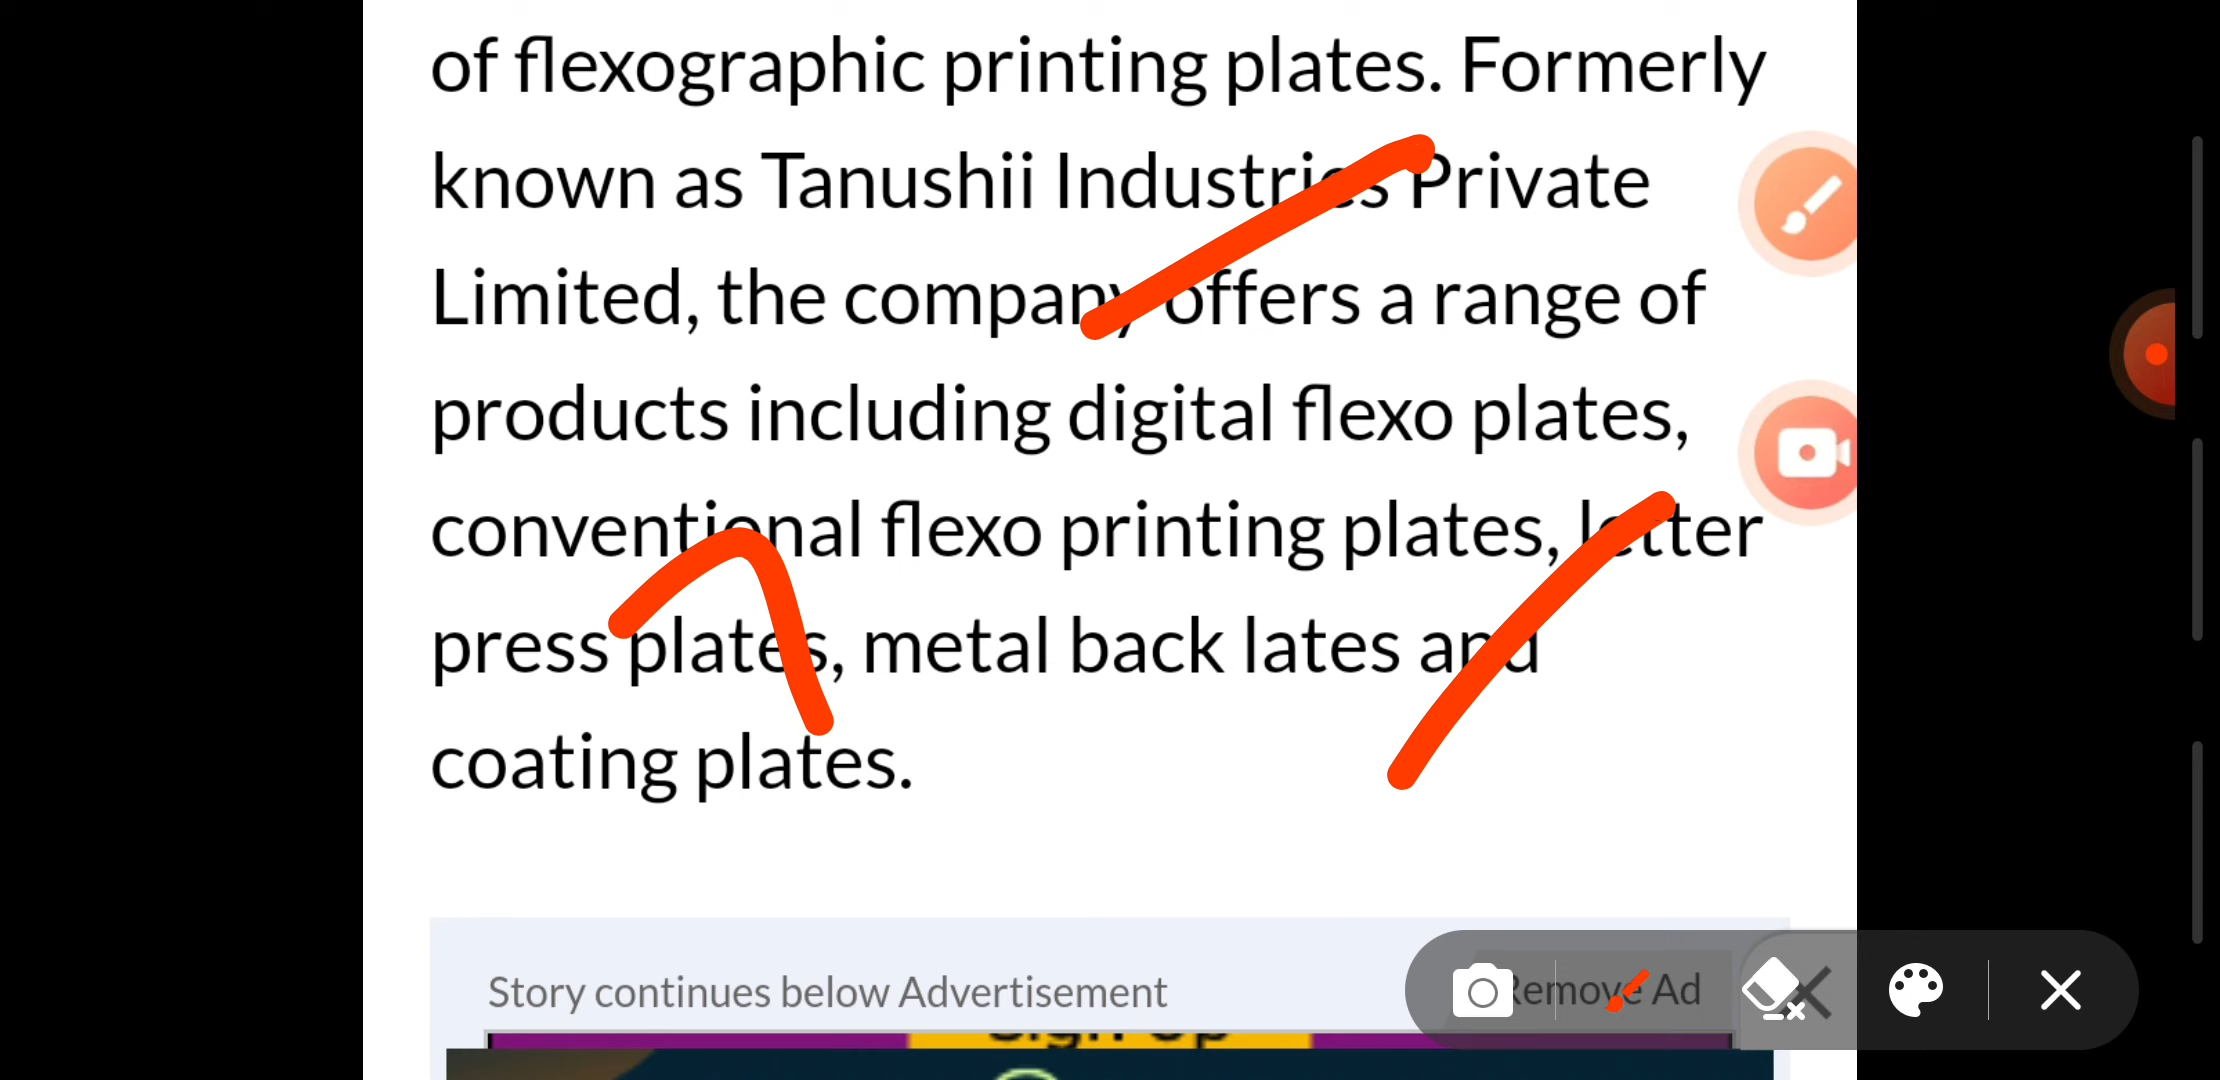 of flexographic printing plates. Formerly
known as Tanushii Industries Private
Limited, the company offers a range of
products including digital flexo plates,
conventional flexo printing plates, letter
press plates, metal back lates and
coating plates.
Story continues below Advertisement
Remove Ad
Sign Up